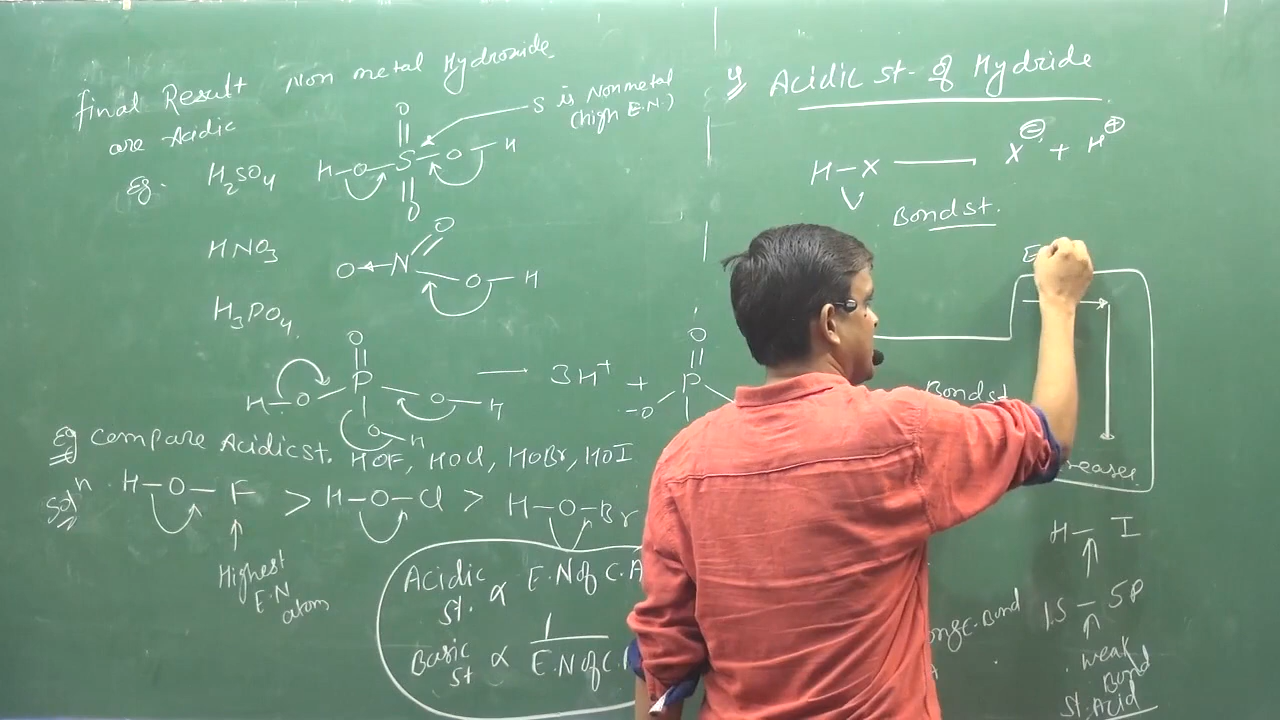 final Result Non metal Hydroxide
are Acidic
S is Nonmetal
(high E.N.)
Eg. H2SO4
O
H-O-S-O-H
O
HNO3
O
O←N
O-H
H3PO4
O
H-O P O-H
O-H
3H+ +
O
P
-O
Eg compare Acidic st. HOF, HOCl, HOBr, HOI
Soln. H-O-F > H-O-Cl > H-O-Br
Highest
E.N
atom
Acidic st. ∝ E.N of C.A
Basic st ∝ 1
E.N of C.
Acidic st. of Hydride
H-X X⊖ + H⊕
Bond st.
E
Bond st
reases
H-I
1S-5P
weak
Bond
St. Acid
C. Bond